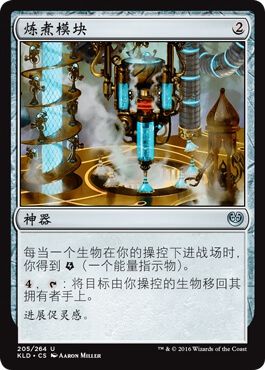 炼煮模块 2
神器
每当一个生物在你的操控下进战场时，
你得到（一个能量指示物）。
4，：将目标由你操控的生物移回其
拥有者手上。
进展促灵感。
205/264 U
KLD • CS AARON MILLER
™ & © 2016 Wizards of the Coast